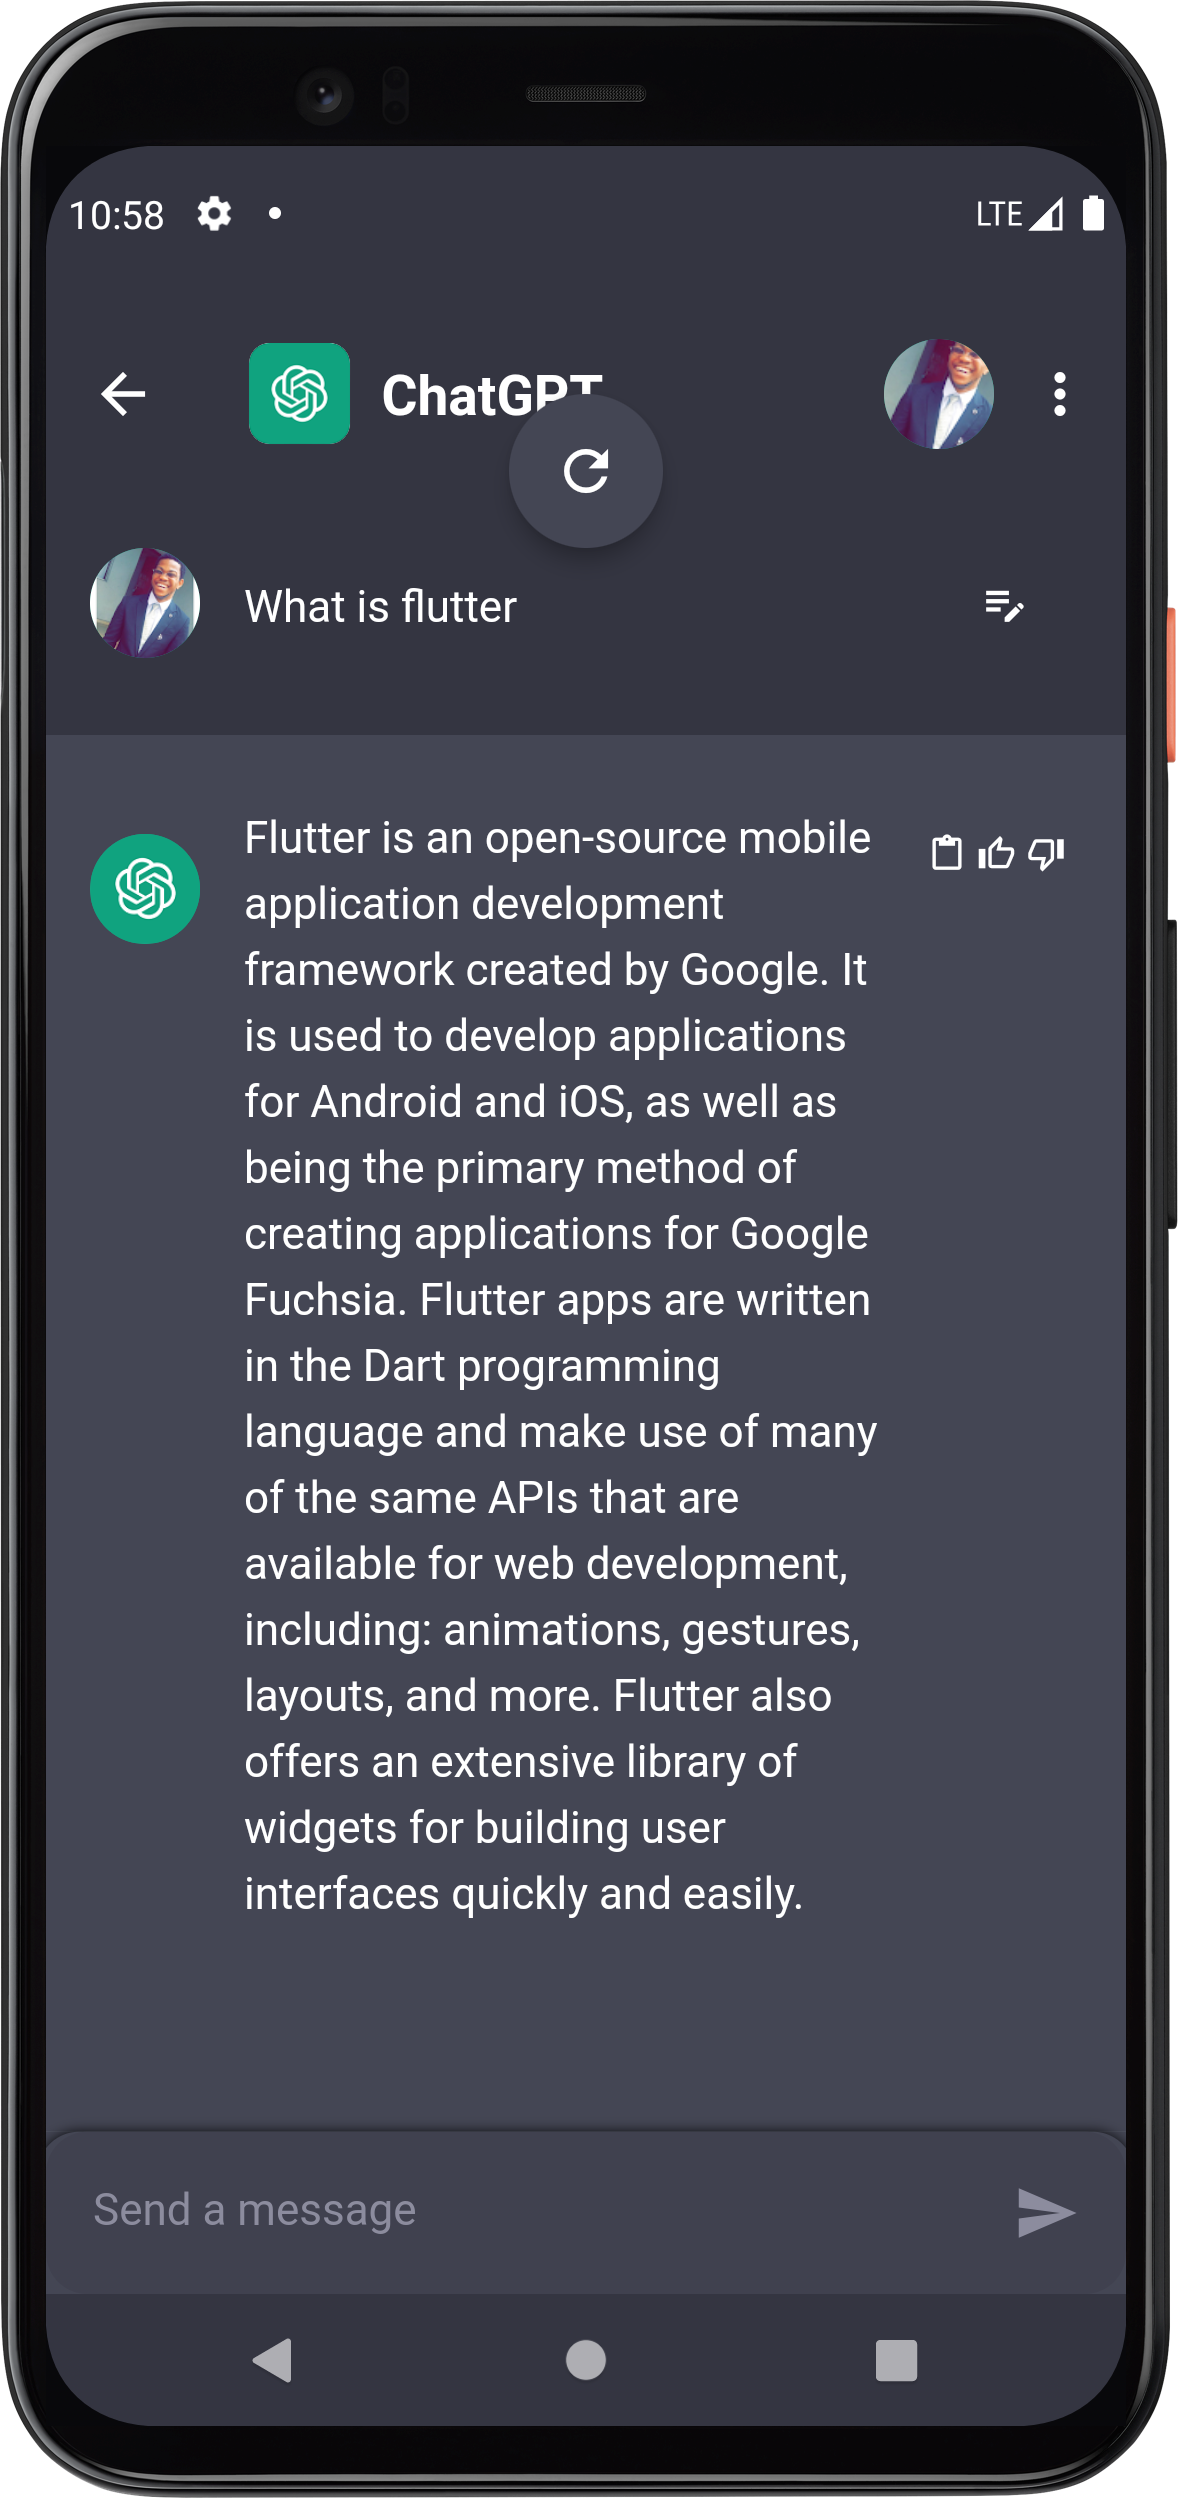 10:58
LTE
ChatGPT
What is flutter
Flutter is an open-source mobile
application development
framework created by Google. It
is used to develop applications
for Android and iOS, as well as
being the primary method of
creating applications for Google
Fuchsia. Flutter apps are written
in the Dart programming
language and make use of many
of the same APIs that are
available for web development,
including: animations, gestures,
layouts, and more. Flutter also
offers an extensive library of
widgets for building user
interfaces quickly and easily.
Send a message